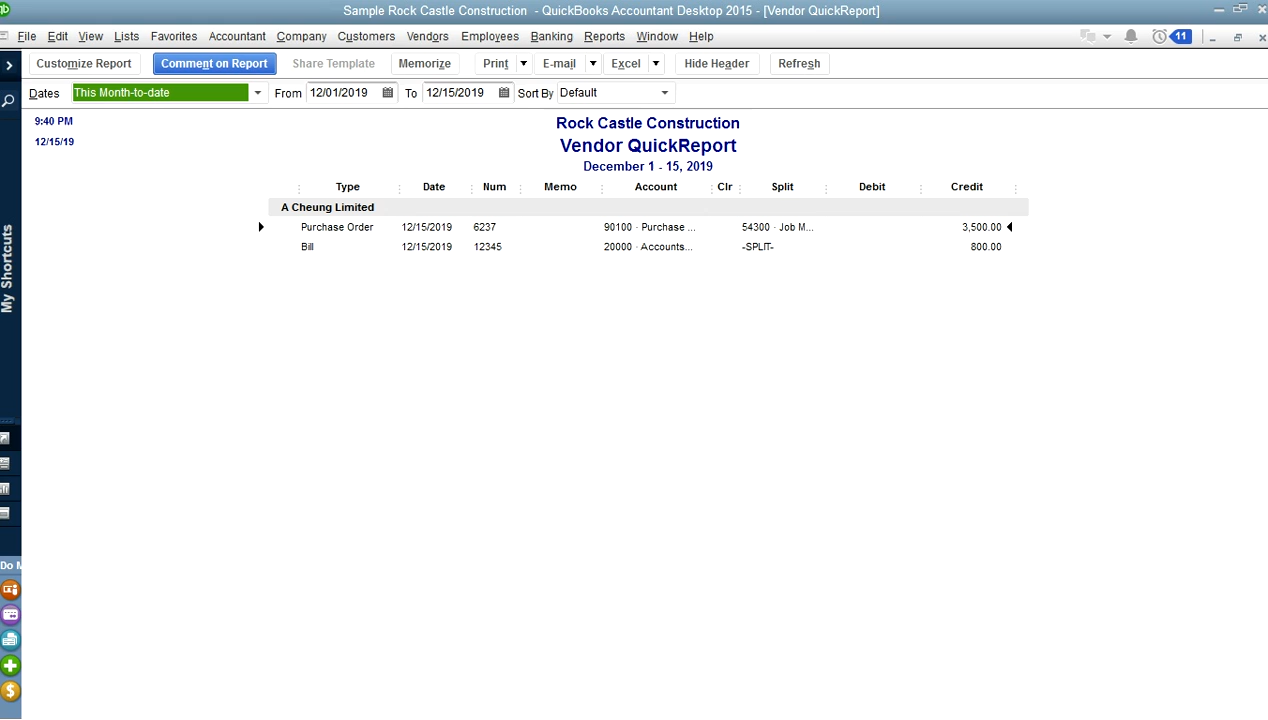 Sample Rock Castle Construction - QuickBooks Accountant Desktop 2015 - [Vendor QuickReport]
File Edit View Lists Favorites Accountant Company Customers Vendors Employees Banking Reports Window Help 11
Customize Report Comment on Report Share Template Memorize Print E-mail Excel Hide Header Refresh
Dates This Month-to-date From 12/01/2019 To 12/15/2019 Sort By Default
9:40 PM
12/15/19
Rock Castle Construction
Vendor QuickReport
December 1 - 15, 2019
Type Date Num Memo Account Clr Split Debit Credit
A Cheung Limited
Purchase Order 12/15/2019 6237 90100 · Purchase ... 54300 · Job M... 3,500.00
Bill 12/15/2019 12345 20000 · Accounts... -SPLIT- 800.00
My Shortcuts
Do M